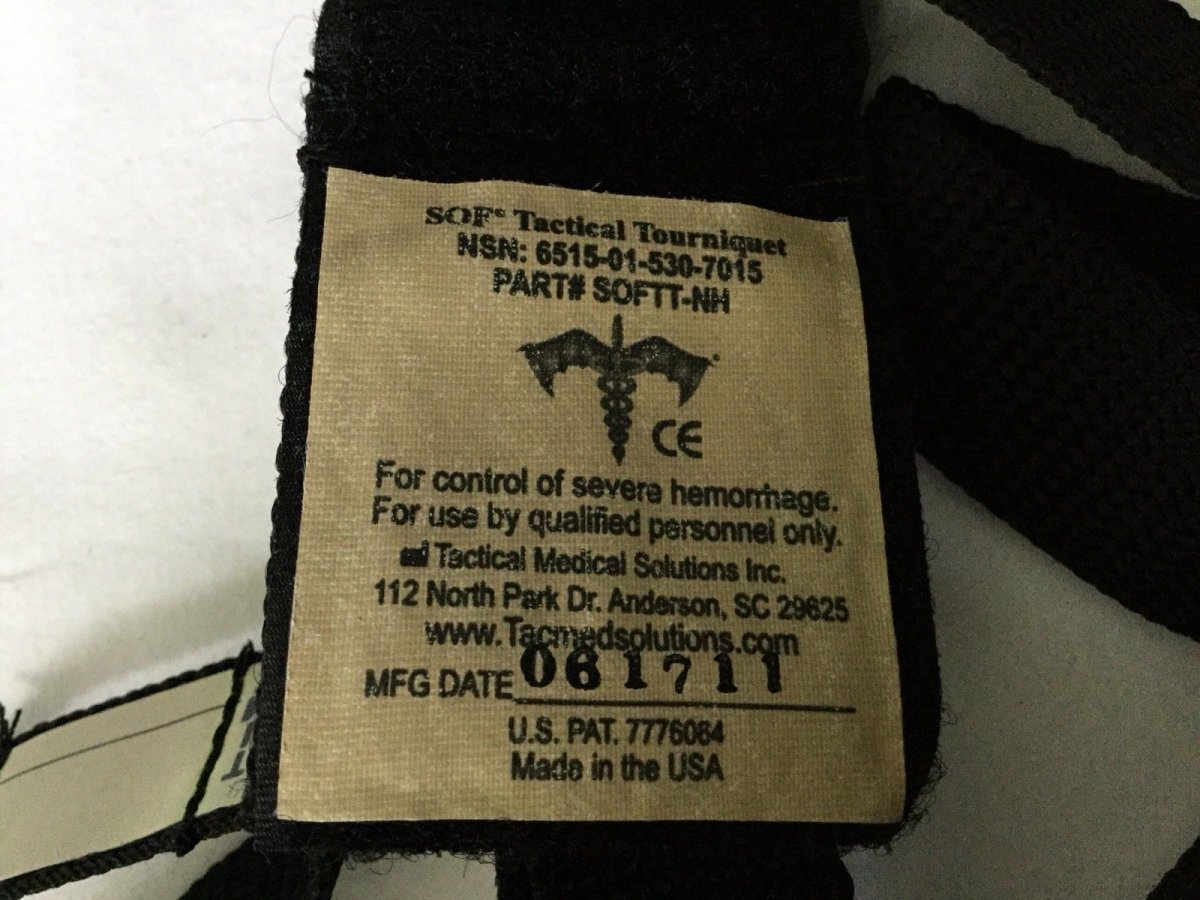 SOF® Tactical Tourniquet
NSN: 6515-01-530-7015
PART# SOFTT-NH
CE
For control of severe hemorrhage.
For use by qualified personnel only.
Tactical Medical Solutions Inc.
112 North Park Dr. Anderson, SC 29625
www.Tacmedsolutions.com
MFG DATE 061711
U.S. PAT. 7776064
Made in the USA